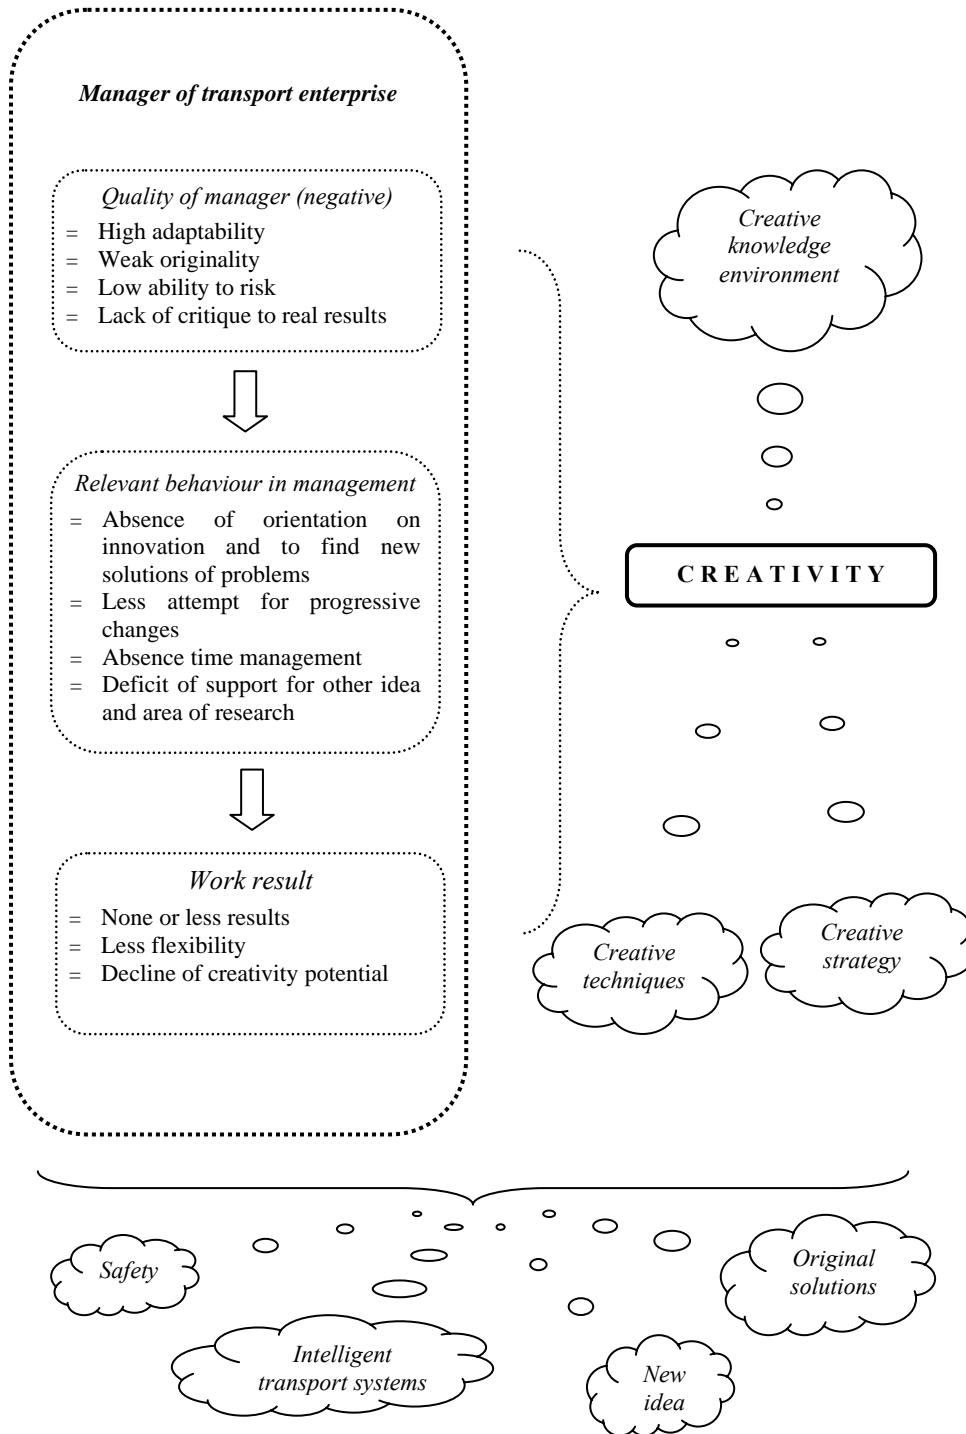 Manager of transport enterprise
Quality of manager (negative)
= High adaptability
= Weak originality
= Low ability to risk
= Lack of critique to real results
Relevant behaviour in management
= Absence of orientation on
innovation and to find new
solutions of problems
= Less attempt for progressive
changes
= Absence time management
= Deficit of support for other idea
and area of research
Work result
= None or less results
= Less flexibility
= Decline of creativity potential
Creative
knowledge
environment
CREATIVITY
Creative
techniques
Creative
strategy
Safety
Intelligent
transport systems
New
idea
Original
solutions